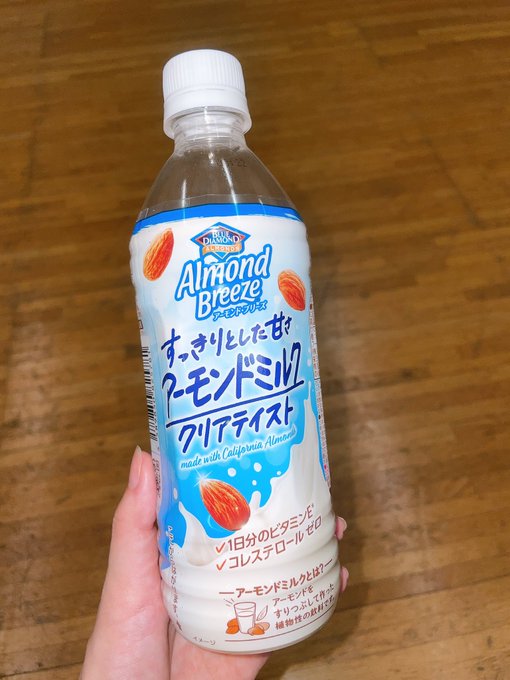 BLUE DIAMOND
ALMONDS
Almond
Breeze
アーモンド・ブリーズ
すっきりとした甘さ
アーモンドミルク
クリアテイスト
made with California Almonds
✓1日分のビタミンE
✓コレステロール ゼロ
アーモンドミルクとは?
アーモンドを
すりつぶして作った
植物性の飲料です。
イメージ